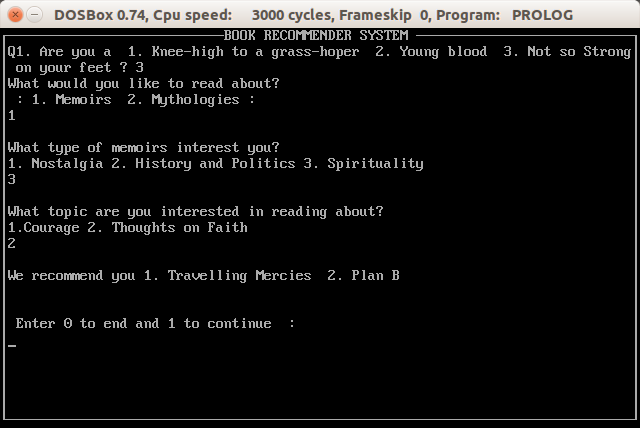 DOSBox 0.74, Cpu speed: 3000 cycles, Frameskip 0, Program: PROLOG
BOOK RECOMMENDER SYSTEM
Q1. Are you a 1. Knee-high to a grass-hoper 2. Young blood 3. Not so Strong
on your feet ? 3
What would you like to read about?
: 1. Memoirs 2. Mythologies :
1
What type of memoirs interest you?
1. Nostalgia 2. History and Politics 3. Spirituality
3
What topic are you interested in reading about?
1.Courage 2. Thoughts on Faith
2
We recommend you 1. Travelling Mercies 2. Plan B
Enter 0 to end and 1 to continue :